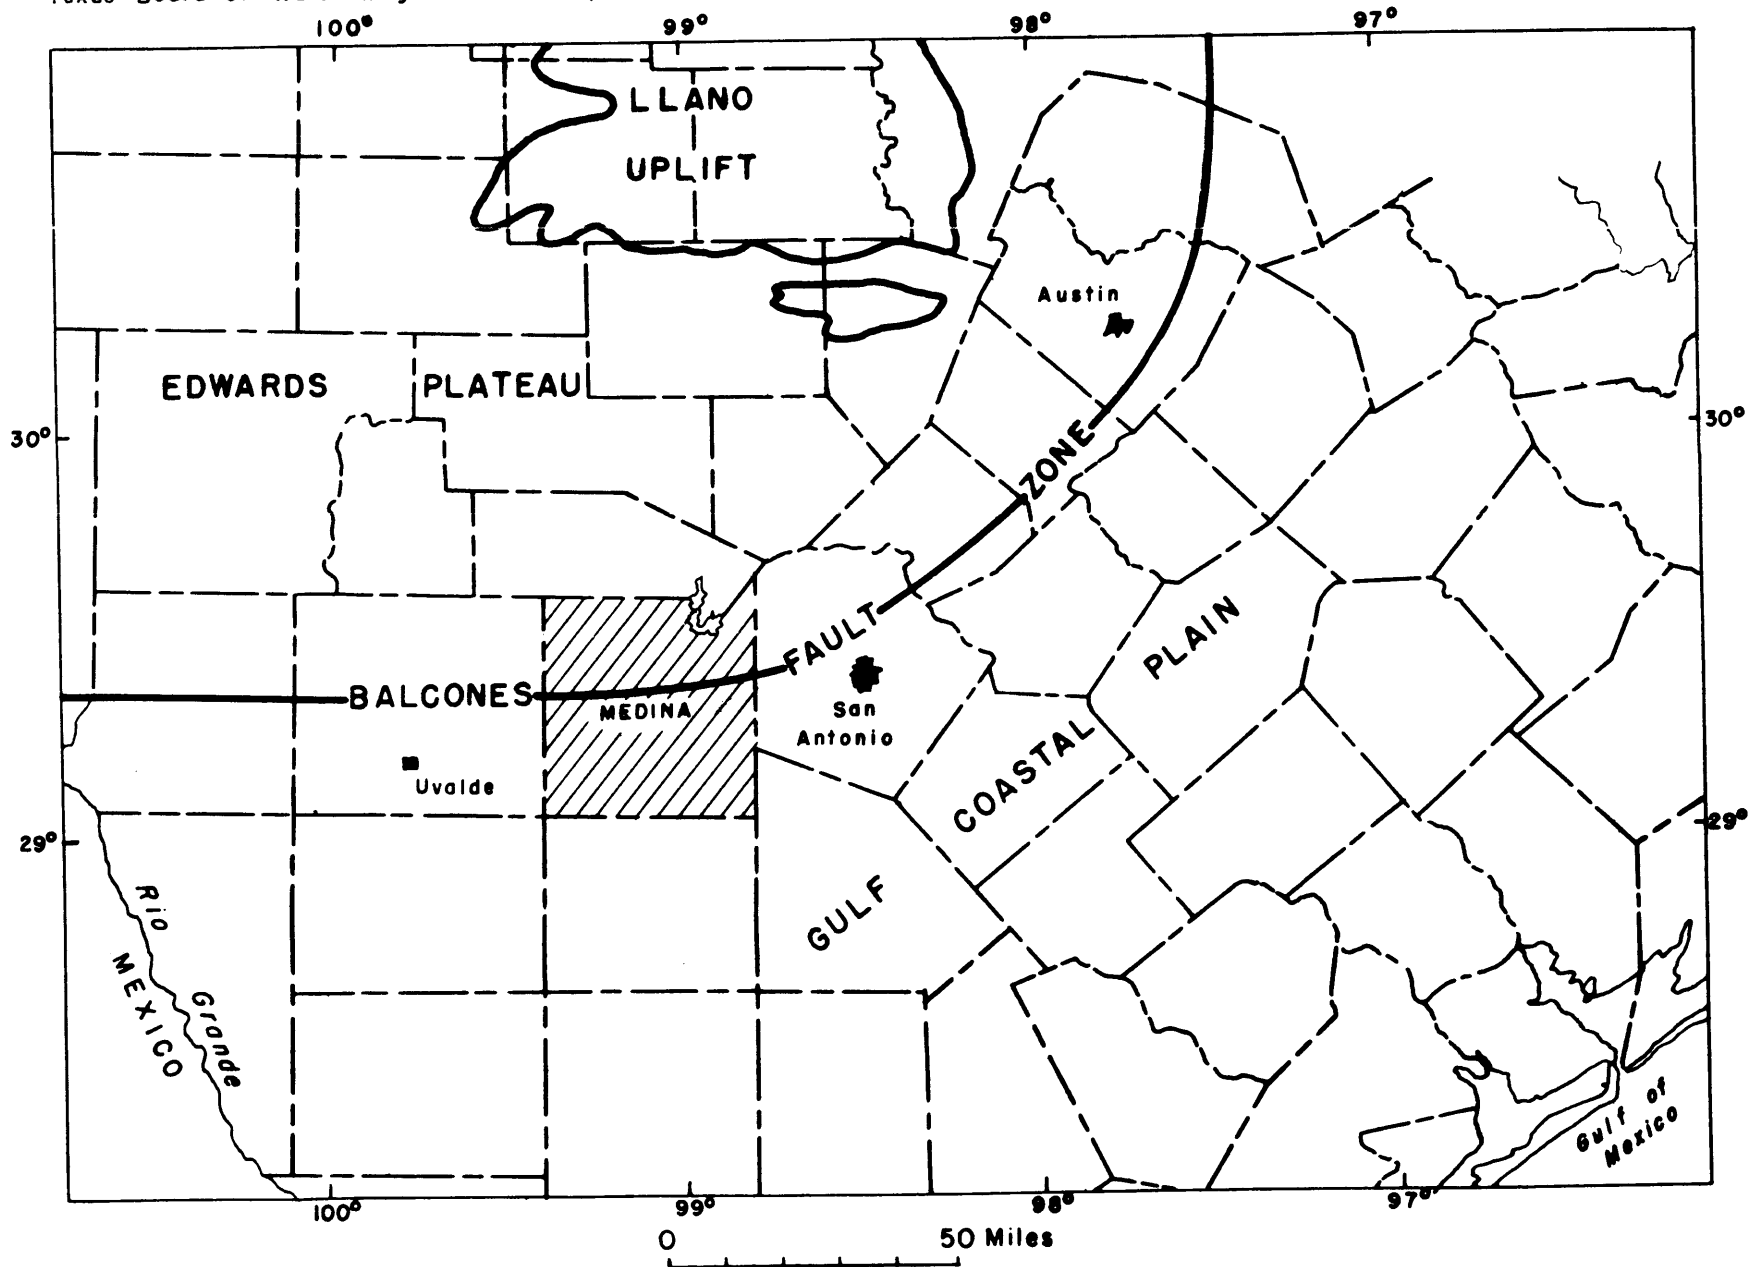 100°
99°
98°
97°
LLANO
UPLIFT
Austin
EDWARDS PLATEAU
30°
30°
BALCONES FAULT ZONE
MEDINA
San
Antonio
Uvalde
GULF COASTAL PLAIN
29°
29°
Rio Grande
MEXICO
Gulf of
Mexico
100°
99°
98°
97°
0 50 Miles